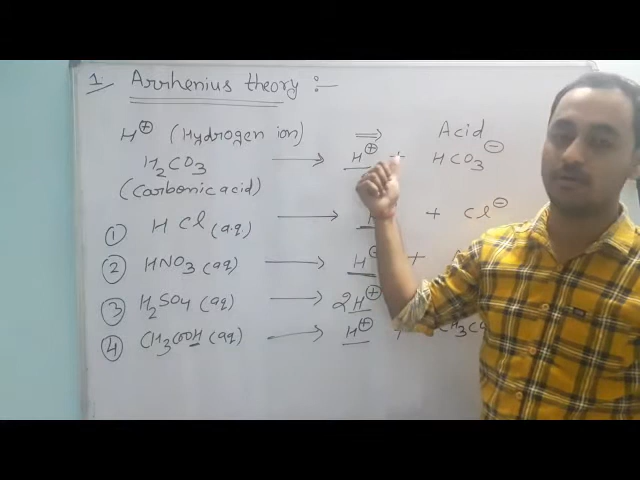 1. Arrhenius theory :-
H⊕ (Hydrogen ion) ⟹ Acid
H2CO3 ⟶ H⊕ + HCO3⊖
(Carbonic acid)
① HCl (aq) ⟶ H + Cl⊖
② HNO3 (aq) ⟶ H⊕ +
③ H2SO4 (aq) ⟶ 2H⊕
④ CH3COOH (aq) ⟶ H⊕ + CH3CO